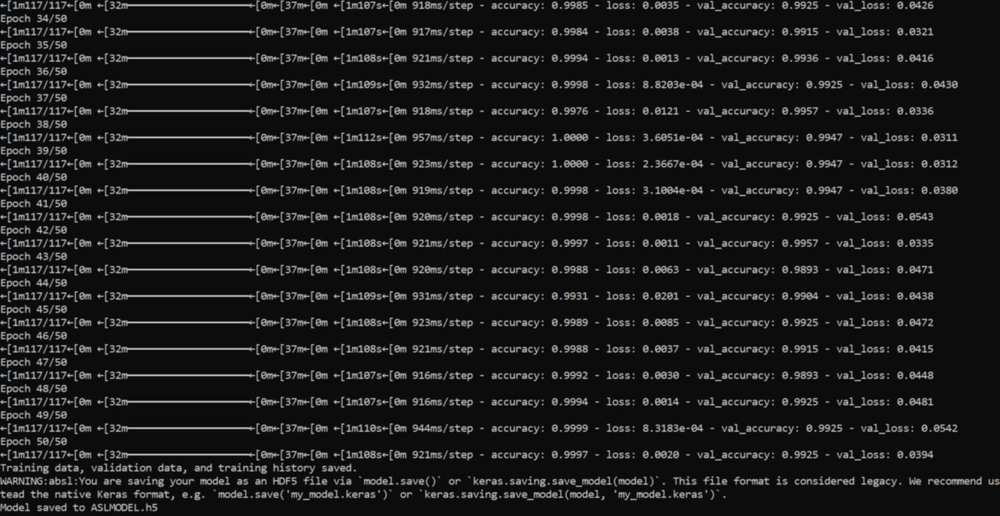 ←[1m117/117←[0m ←[32m━━━━━━━━━━━━━━━━━━━━←[0m←[37m←[0m ←[1m107s←[0m 918ms/step - accuracy: 0.9985 - loss: 0.0035 - val_accuracy: 0.9925 - val_loss: 0.0426
Epoch 34/50
←[1m117/117←[0m ←[32m━━━━━━━━━━━━━━━━━━━━←[0m←[37m←[0m ←[1m107s←[0m 917ms/step - accuracy: 0.9984 - loss: 0.0038 - val_accuracy: 0.9915 - val_loss: 0.0321
Epoch 35/50
←[1m117/117←[0m ←[32m━━━━━━━━━━━━━━━━━━━━←[0m←[37m←[0m ←[1m108s←[0m 921ms/step - accuracy: 0.9994 - loss: 0.0013 - val_accuracy: 0.9936 - val_loss: 0.0416
Epoch 36/50
←[1m117/117←[0m ←[32m━━━━━━━━━━━━━━━━━━━━←[0m←[37m←[0m ←[1m109s←[0m 932ms/step - accuracy: 0.9998 - loss: 8.8203e-04 - val_accuracy: 0.9925 - val_loss: 0.0430
Epoch 37/50
←[1m117/117←[0m ←[32m━━━━━━━━━━━━━━━━━━━━←[0m←[37m←[0m ←[1m107s←[0m 918ms/step - accuracy: 0.9976 - loss: 0.0121 - val_accuracy: 0.9957 - val_loss: 0.0336
Epoch 38/50
←[1m117/117←[0m ←[32m━━━━━━━━━━━━━━━━━━━━←[0m←[37m←[0m ←[1m112s←[0m 957ms/step - accuracy: 1.0000 - loss: 3.6051e-04 - val_accuracy: 0.9947 - val_loss: 0.0311
Epoch 39/50
←[1m117/117←[0m ←[32m━━━━━━━━━━━━━━━━━━━━←[0m←[37m←[0m ←[1m108s←[0m 923ms/step - accuracy: 1.0000 - loss: 2.3667e-04 - val_accuracy: 0.9947 - val_loss: 0.0312
Epoch 40/50
←[1m117/117←[0m ←[32m━━━━━━━━━━━━━━━━━━━━←[0m←[37m←[0m ←[1m108s←[0m 919ms/step - accuracy: 0.9998 - loss: 3.1004e-04 - val_accuracy: 0.9947 - val_loss: 0.0380
Epoch 41/50
←[1m117/117←[0m ←[32m━━━━━━━━━━━━━━━━━━━━←[0m←[37m←[0m ←[1m108s←[0m 920ms/step - accuracy: 0.9998 - loss: 0.0018 - val_accuracy: 0.9925 - val_loss: 0.0543
Epoch 42/50
←[1m117/117←[0m ←[32m━━━━━━━━━━━━━━━━━━━━←[0m←[37m←[0m ←[1m108s←[0m 921ms/step - accuracy: 0.9997 - loss: 0.0011 - val_accuracy: 0.9957 - val_loss: 0.0335
Epoch 43/50
←[1m117/117←[0m ←[32m━━━━━━━━━━━━━━━━━━━━←[0m←[37m←[0m ←[1m108s←[0m 920ms/step - accuracy: 0.9988 - loss: 0.0063 - val_accuracy: 0.9893 - val_loss: 0.0471
Epoch 44/50
←[1m117/117←[0m ←[32m━━━━━━━━━━━━━━━━━━━━←[0m←[37m←[0m ←[1m109s←[0m 931ms/step - accuracy: 0.9931 - loss: 0.0201 - val_accuracy: 0.9904 - val_loss: 0.0438
Epoch 45/50
←[1m117/117←[0m ←[32m━━━━━━━━━━━━━━━━━━━━←[0m←[37m←[0m ←[1m108s←[0m 923ms/step - accuracy: 0.9989 - loss: 0.0085 - val_accuracy: 0.9925 - val_loss: 0.0472
Epoch 46/50
←[1m117/117←[0m ←[32m━━━━━━━━━━━━━━━━━━━━←[0m←[37m←[0m ←[1m108s←[0m 921ms/step - accuracy: 0.9988 - loss: 0.0037 - val_accuracy: 0.9915 - val_loss: 0.0415
Epoch 47/50
←[1m117/117←[0m ←[32m━━━━━━━━━━━━━━━━━━━━←[0m←[37m←[0m ←[1m107s←[0m 916ms/step - accuracy: 0.9992 - loss: 0.0030 - val_accuracy: 0.9893 - val_loss: 0.0448
Epoch 48/50
←[1m117/117←[0m ←[32m━━━━━━━━━━━━━━━━━━━━←[0m←[37m←[0m ←[1m107s←[0m 916ms/step - accuracy: 0.9994 - loss: 0.0014 - val_accuracy: 0.9925 - val_loss: 0.0481
Epoch 49/50
←[1m117/117←[0m ←[32m━━━━━━━━━━━━━━━━━━━━←[0m←[37m←[0m ←[1m110s←[0m 944ms/step - accuracy: 0.9999 - loss: 8.3183e-04 - val_accuracy: 0.9925 - val_loss: 0.0542
Epoch 50/50
←[1m117/117←[0m ←[32m━━━━━━━━━━━━━━━━━━━━←[0m←[37m←[0m ←[1m108s←[0m 921ms/step - accuracy: 0.9997 - loss: 0.0020 - val_accuracy: 0.9925 - val_loss: 0.0394
Training data, validation data, and training history saved.
WARNING:absl:You are saving your model as an HDF5 file via `model.save()` or `keras.saving.save_model(model)`. This file format is considered legacy. We recommend us
tead the native Keras format, e.g. `model.save('my_model.keras')` or `keras.saving.save_model(model, 'my_model.keras')`.
Model saved to ASLMODEL.h5